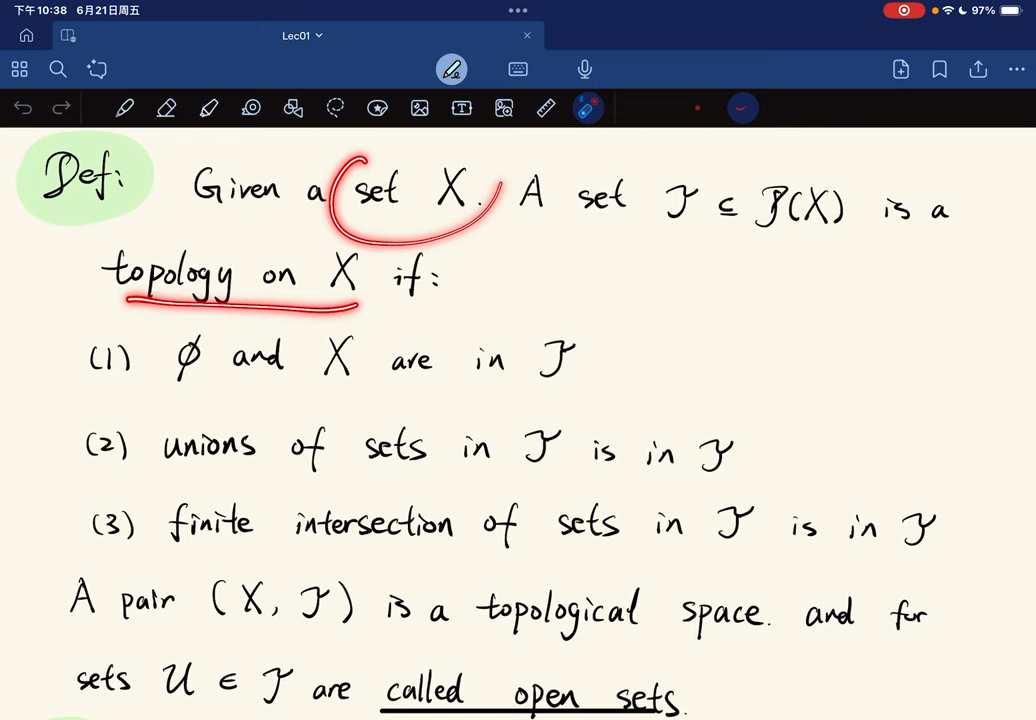 下午10:38 6月21日周五
97%
Lec01
Def: Given a set X. A set 𝒯 ⊆ 𝒫(X) is a
topology on X if:
(1) ∅ and X are in 𝒯
(2) unions of sets in 𝒯 is in 𝒯
(3) finite intersection of sets in 𝒯 is in 𝒯
A pair (X, 𝒯) is a topological space. and for
sets U ∈ 𝒯 are called open sets.